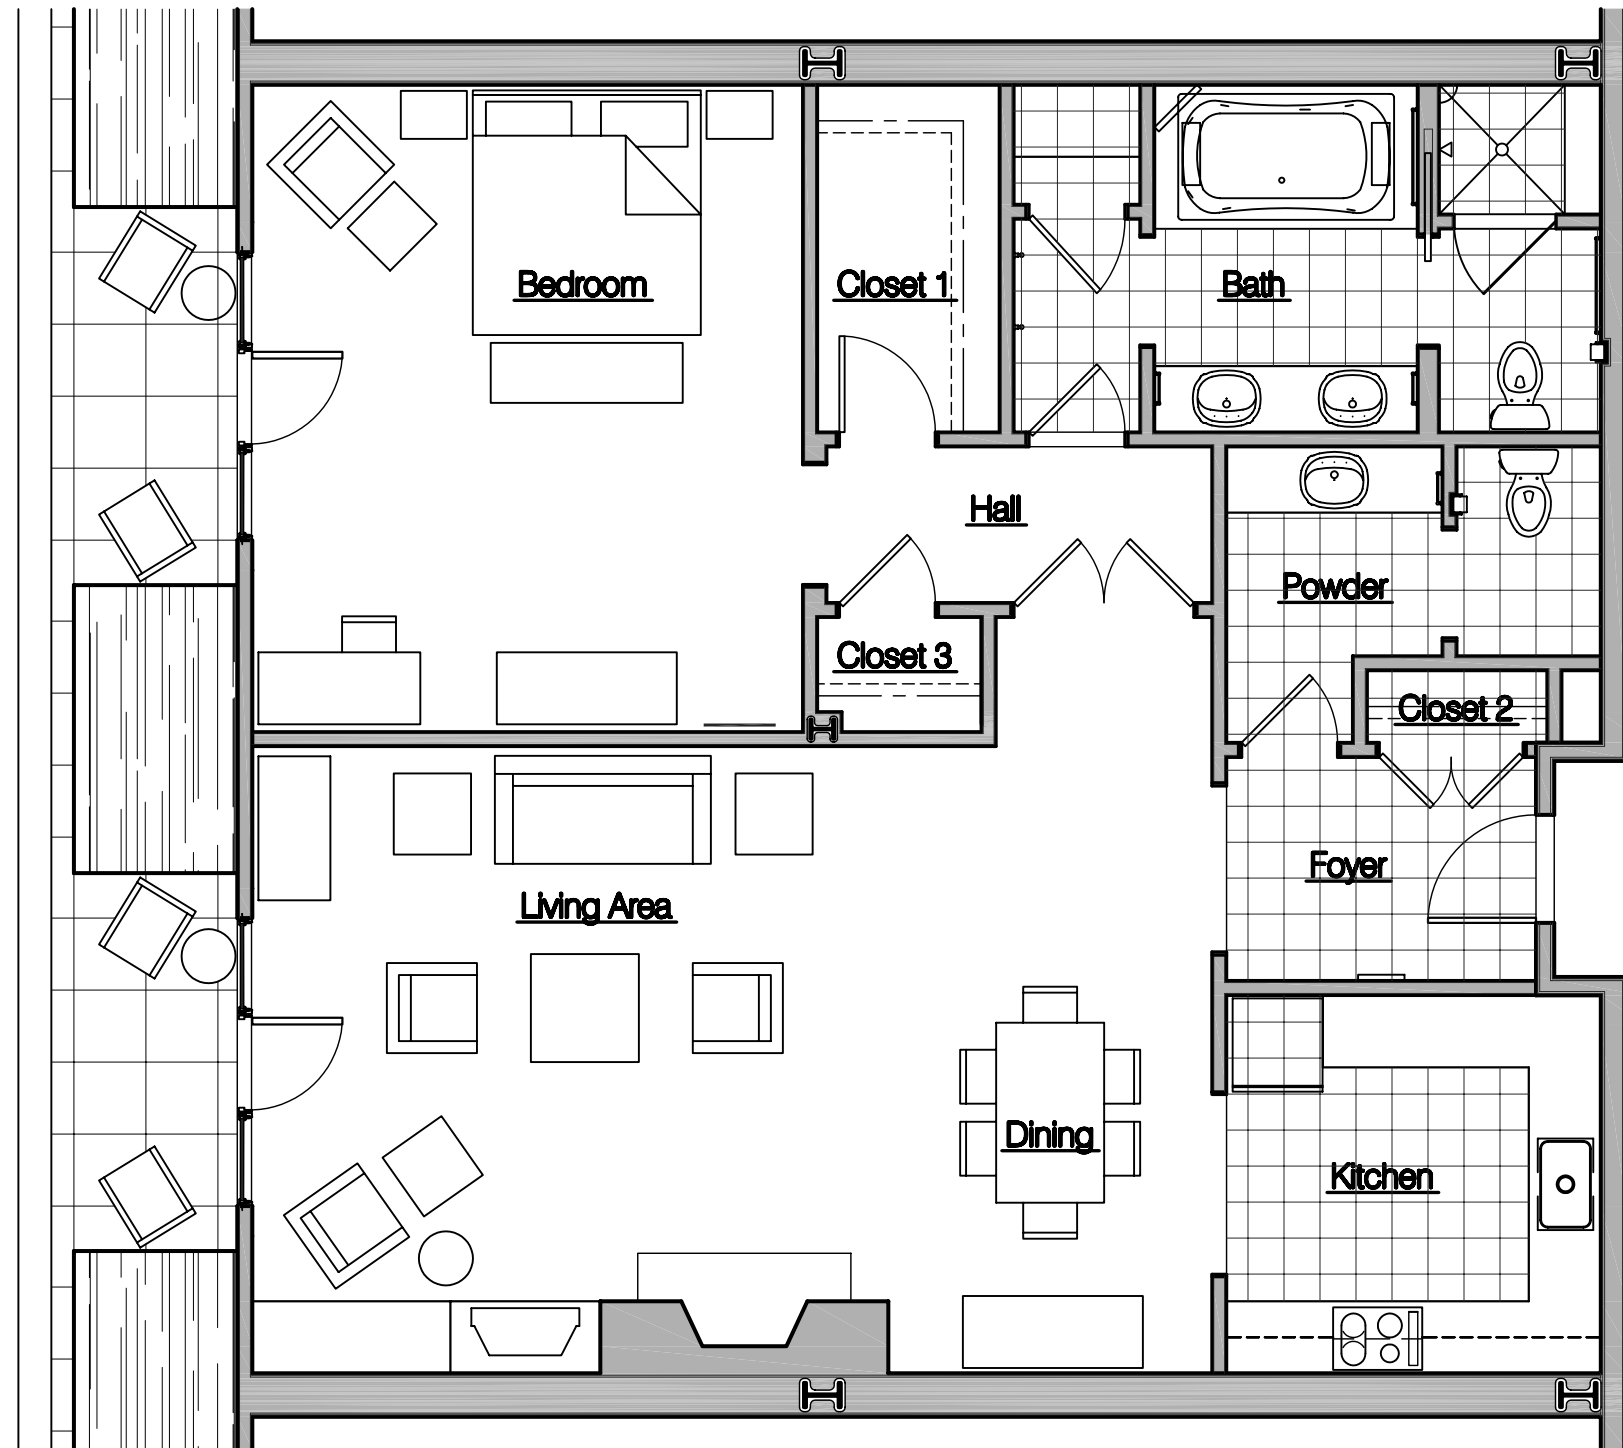 Bedroom
Closet 1
Bath
Hall
Powder
Closet 3
Closet 2
Foyer
Living Area
Dining
Kitchen